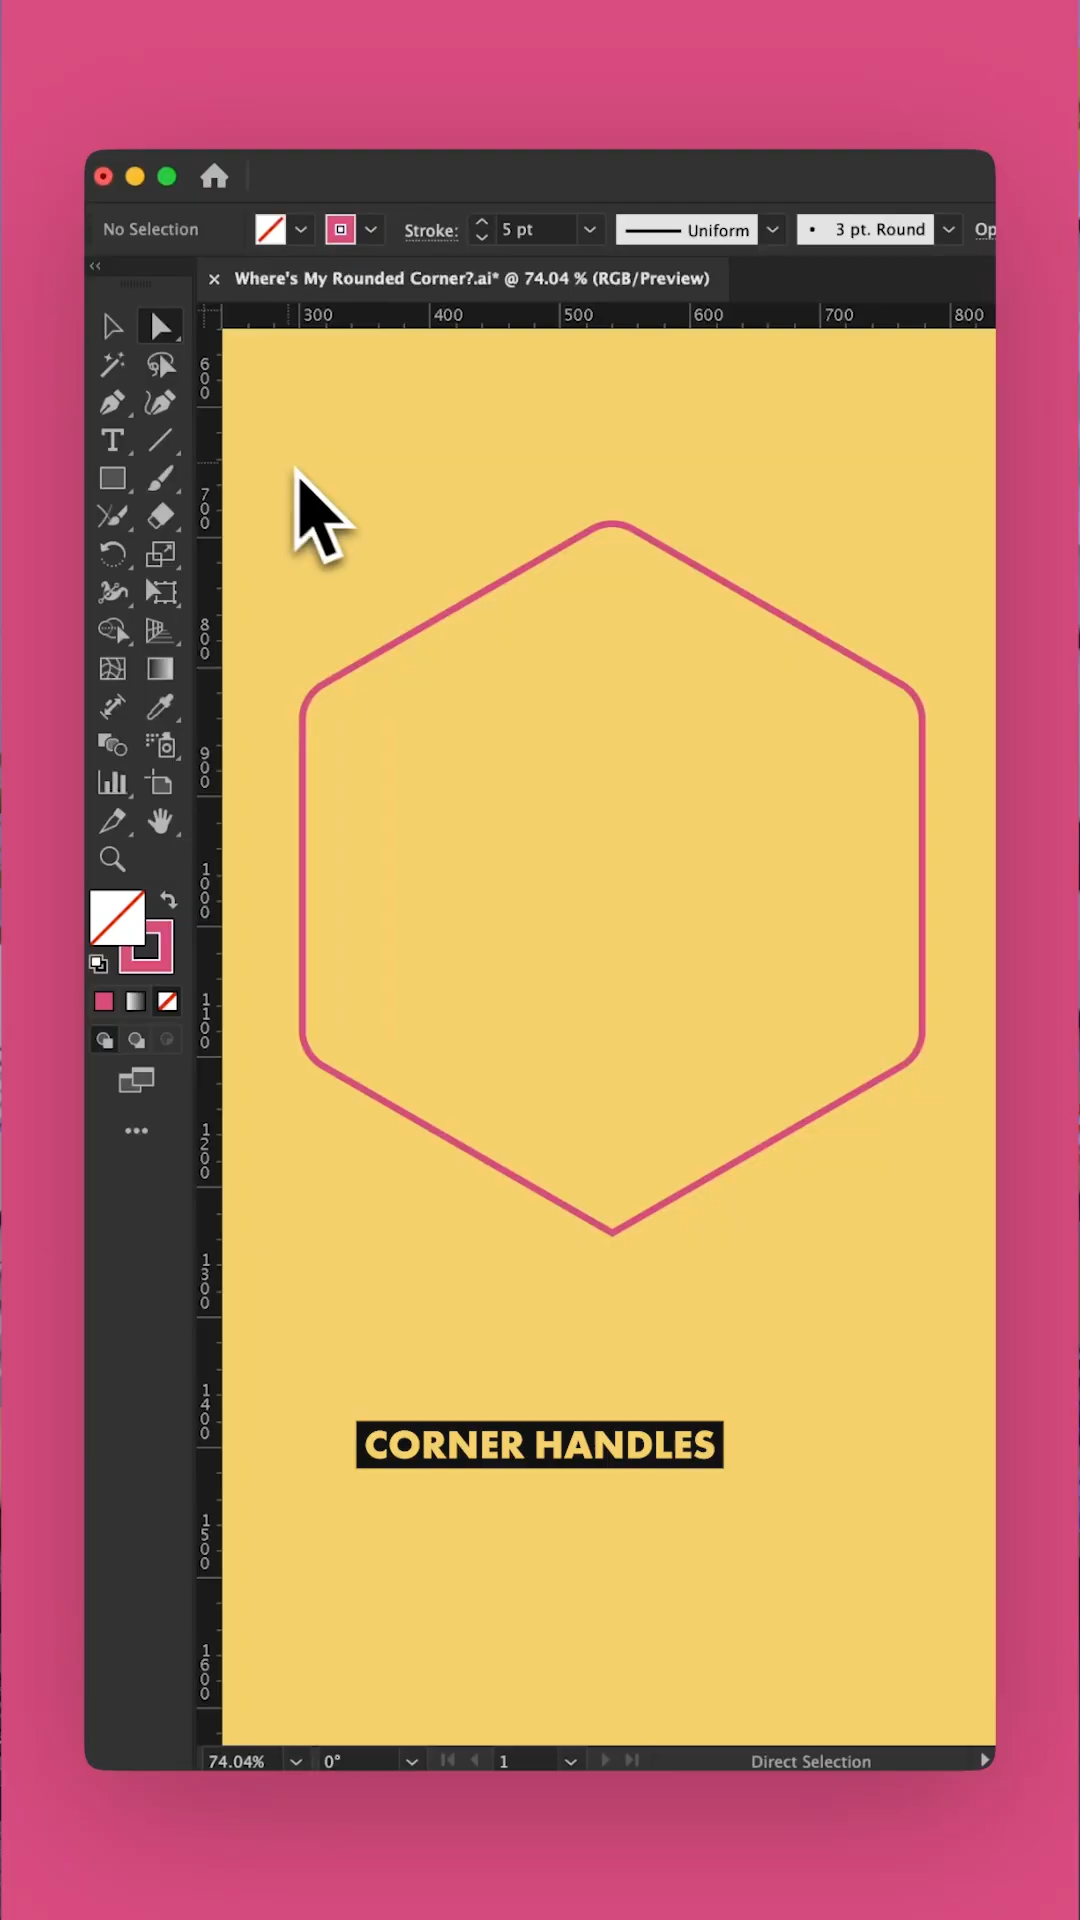 No Selection
Stroke:
5 pt
Uniform
3 pt. Round
Op
Where's My Rounded Corner?.ai* @ 74.04 % (RGB/Preview)
300
400
500
600
700
800
600
700
800
900
1000
1100
1200
1300
1400
1500
1600
CORNER HANDLES
74.04%
0°
1
Direct Selection